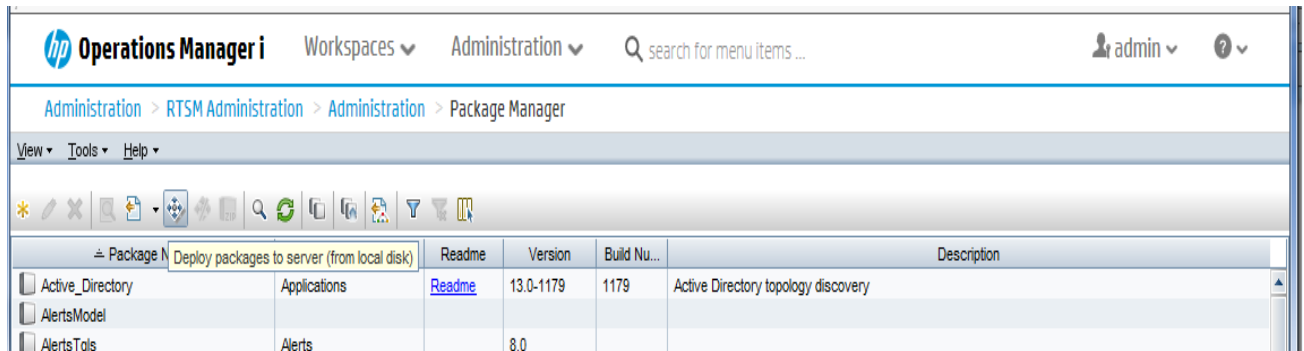 hp Operations Manager i Workspaces Administration search for menu items ... admin ?
Administration > RTSM Administration > Administration > Package Manager
View Tools Help
Package N Deploy packages to server (from local disk) Readme Version Build Nu... Description
Active_Directory Applications Readme 13.0-1179 1179 Active Directory topology discovery
AlertsModel
AlertsTqls Alerts 8.0